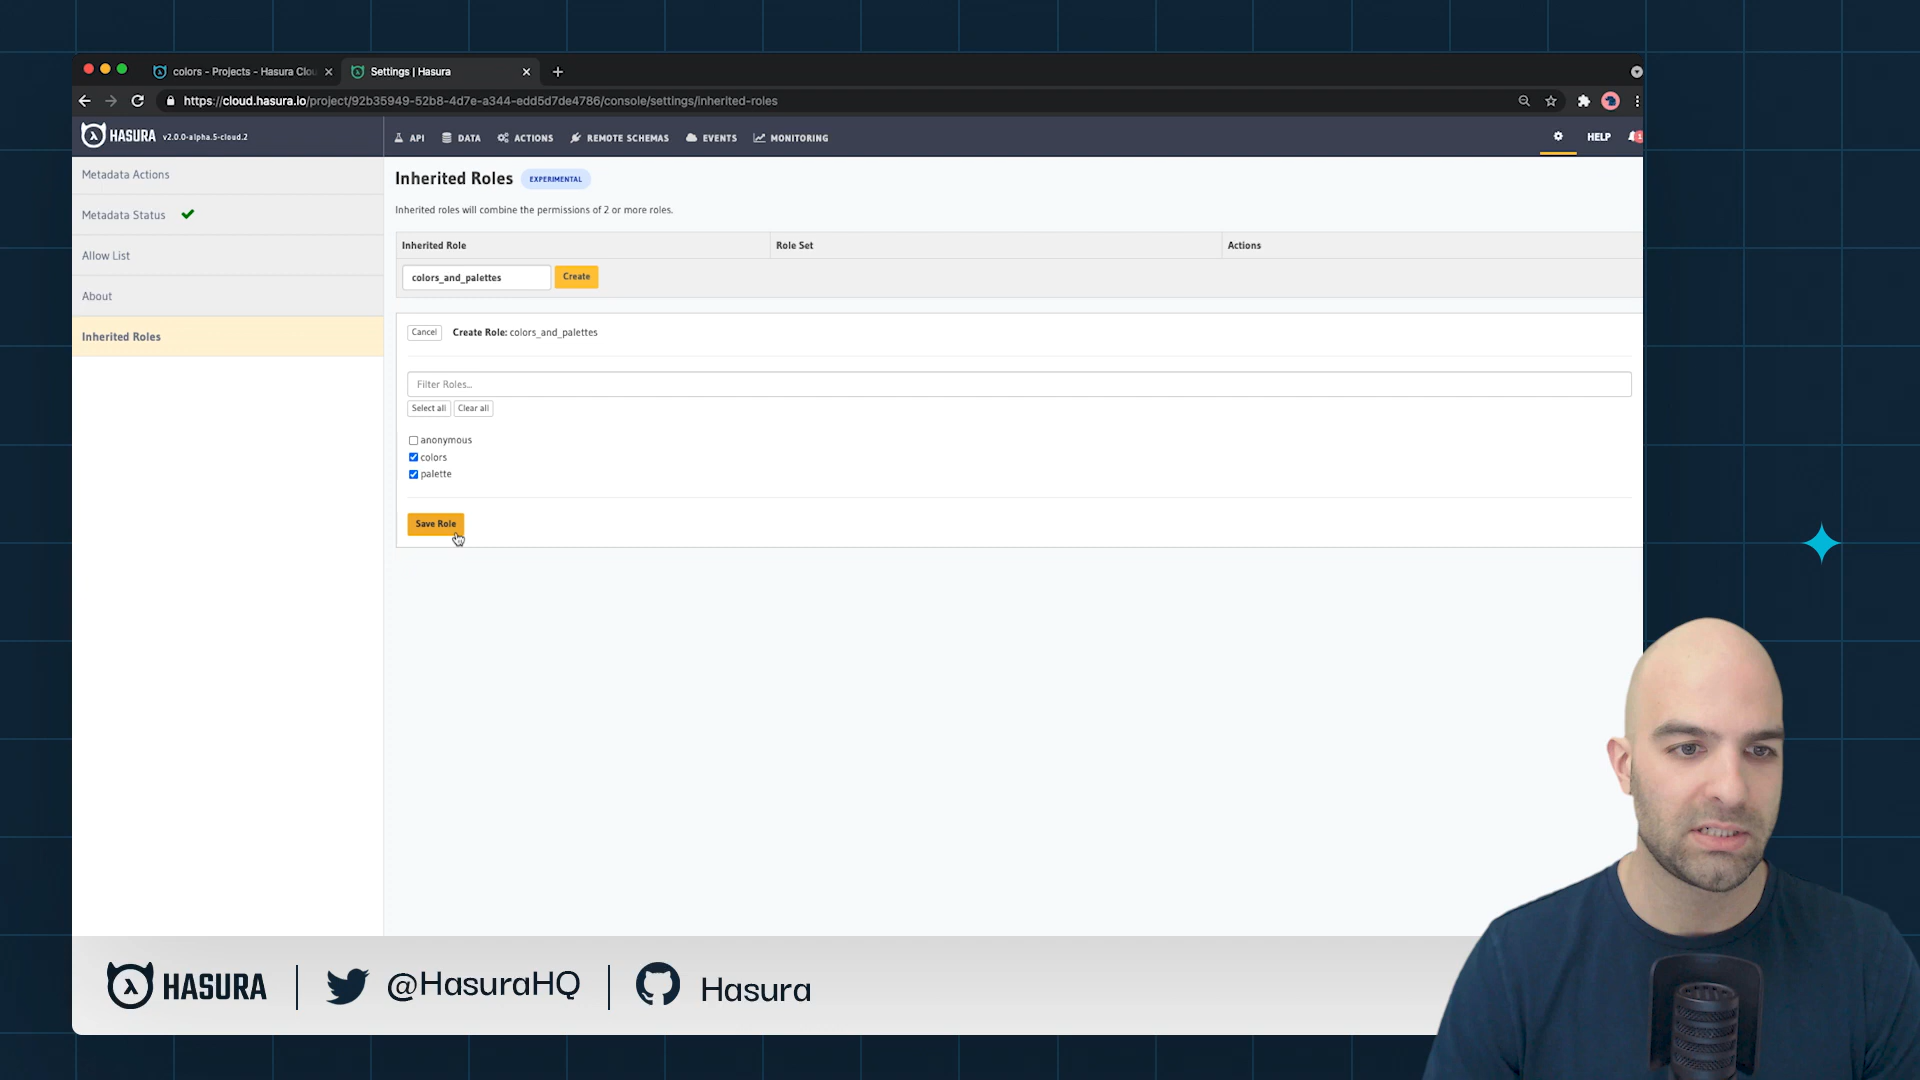 colors - Projects - Hasura Clou
Settings | Hasura
https://cloud.hasura.io/project/92b35949-52b8-4d7e-a344-edd5d7de4786/console/settings/inherited-roles
HASURA v2.0.0-alpha.5-cloud.2
API
DATA
ACTIONS
REMOTE SCHEMAS
EVENTS
MONITORING
HELP
Metadata Actions
Metadata Status
Allow List
About
Inherited Roles
Inherited Roles EXPERIMENTAL
Inherited roles will combine the permissions of 2 or more roles.
Inherited Role Role Set Actions
colors_and_palettes Create
Cancel Create Role: colors_and_palettes
Filter Roles...
Select all Clear all
anonymous
colors
palette
Save Role
HASURA @HasuraHQ Hasura